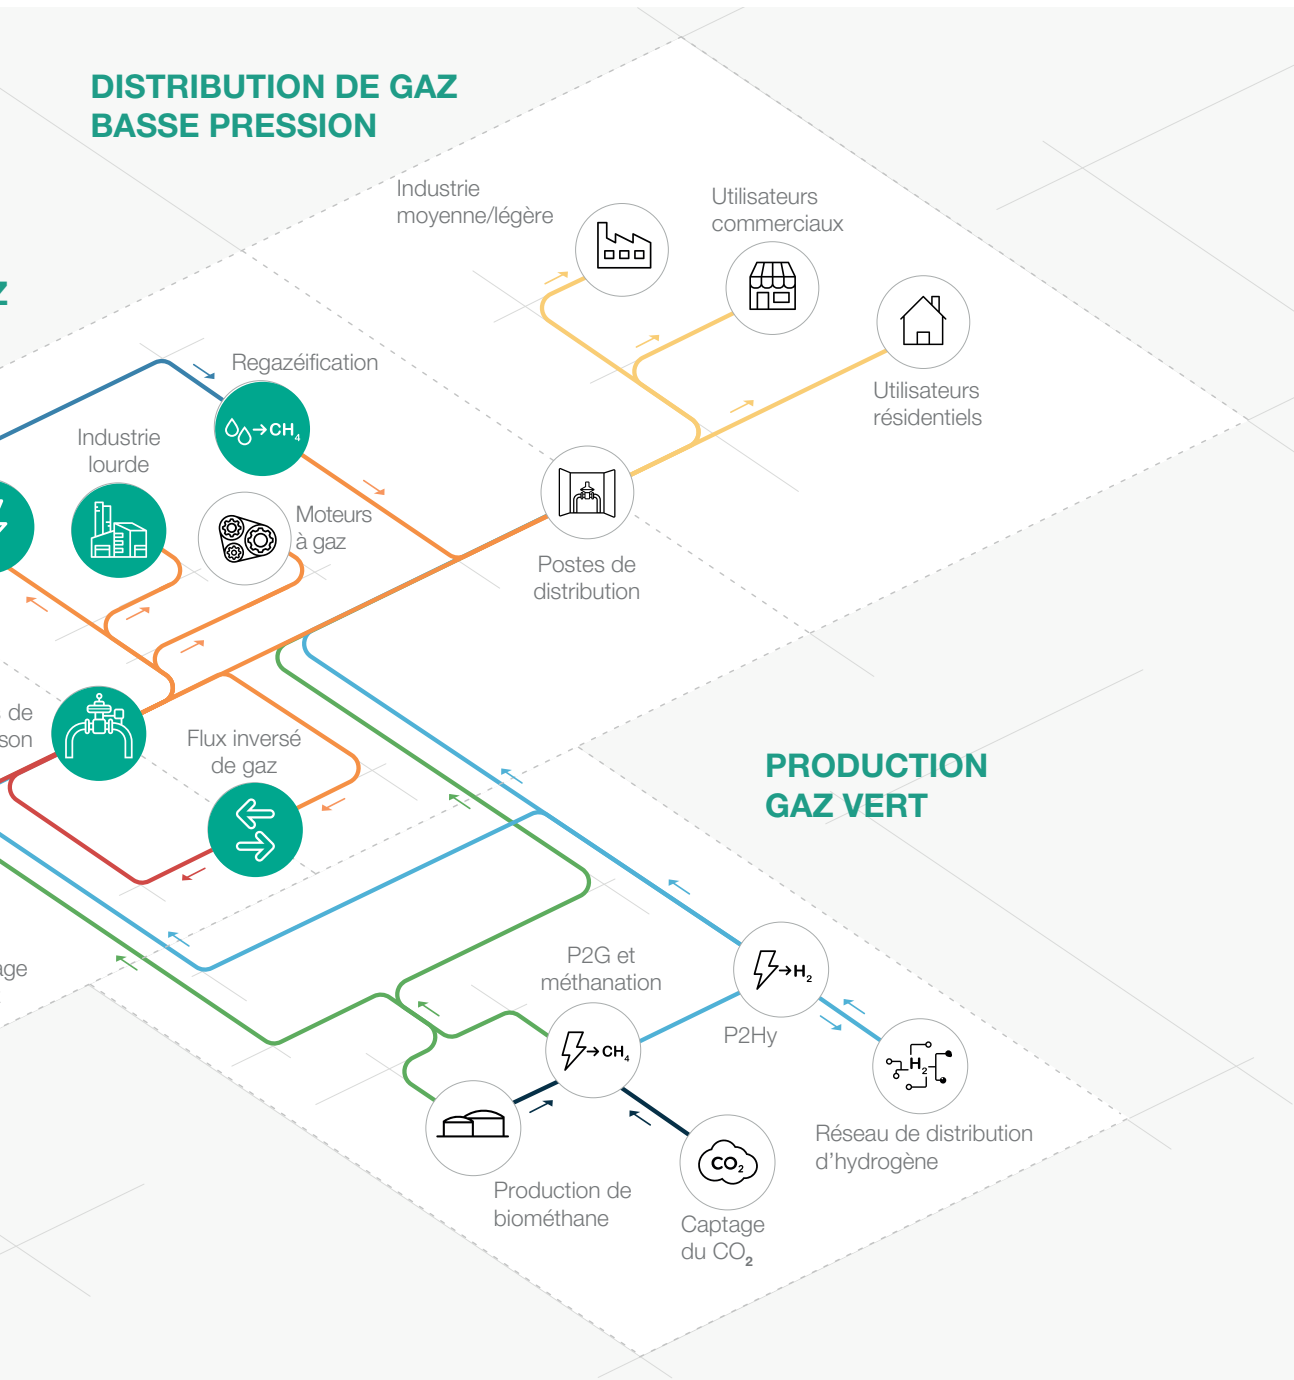 DISTRIBUTION DE GAZ
BASSE PRESSION
Industrie
moyenne/légère
Utilisateurs
commerciaux
Z
Regazéification
Utilisateurs
résidentiels
→CH4
Industrie
lourde
Moteurs
à gaz
Postes de
distribution
de
son
Flux inversé
de gaz
PRODUCTION
GAZ VERT
P2G et
méthanation
→H2
age
P2Hy
→CH4
H2
Réseau de distribution
d'hydrogène
CO2
Production de
biométhane
Captage
du CO2